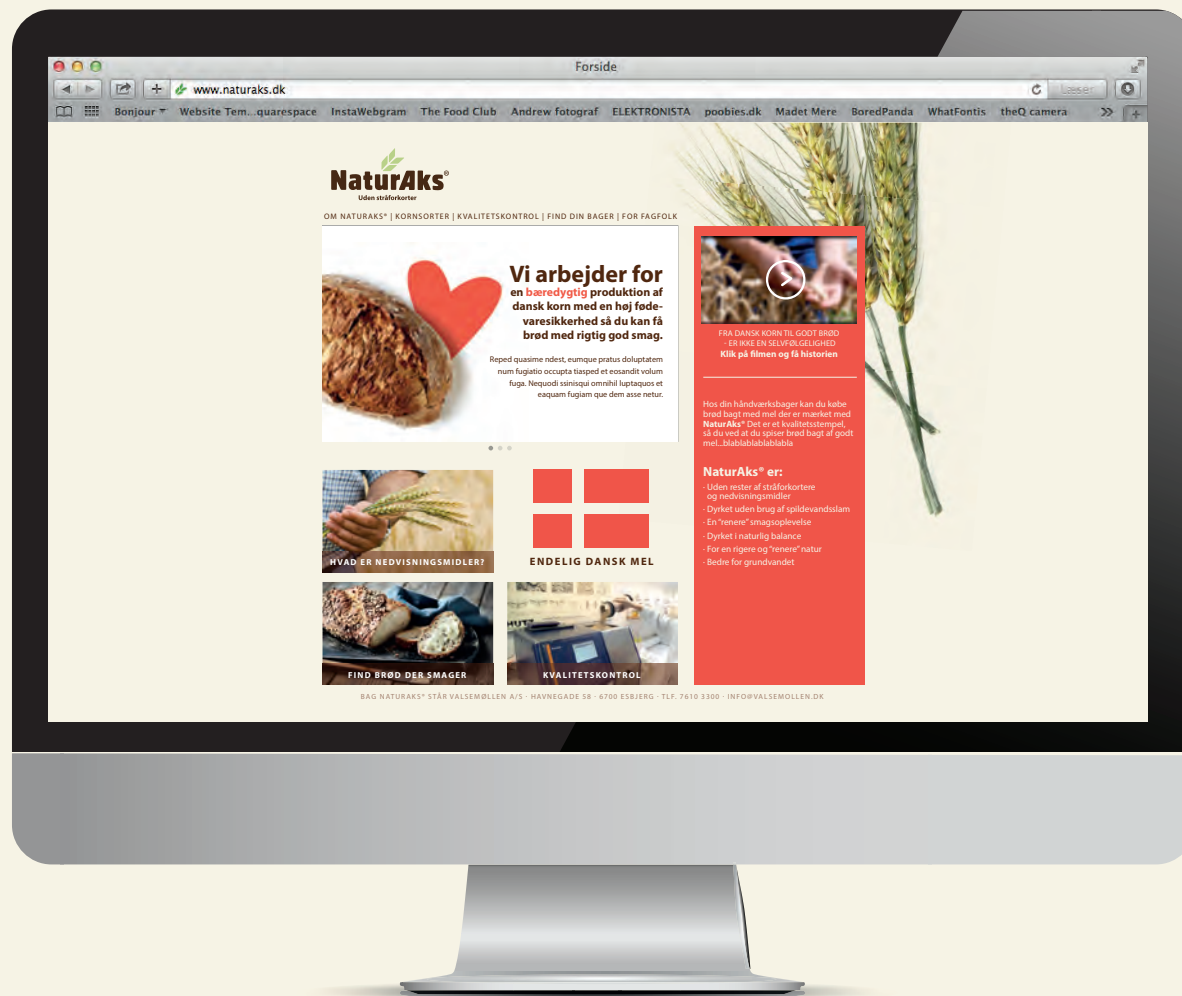 Forside
www.naturaks.dk
Læser
Bonjour
Website Tem...quarespace
InstaWebgram
The Food Club
Andrew fotograf
ELEKTRONISTA
poobies.dk
Madet Mere
BoredPanda
WhatFontis
theQ camera
NaturAks®
Uden stråforkorter
OM NATURAKS® | KORNSORTER | KVALITETSKONTROL | FIND DIN BAGER | FOR FAGFOLK
Vi arbejder for
en bæredygtig produktion af
dansk korn med en høj føde-
varesikkerhed så du kan få
brød med rigtig god smag.
Reped quasime ndest, eumque pratus doluptatem
num fugiatio occupta tiasped et eosandit volum
fuga. Nequodi ssinisqui omnihil luptaquos et
eaquam fugiam que dem asse netur.
HVAD ER NEDVISNINGSMIDLER?
ENDELIG DANSK MEL
FIND BRØD DER SMAGER
KVALITETSKONTROL
FRA DANSK KORN TIL GODT BRØD
- ER IKKE EN SELVFØLGELIGHED
Klik på filmen og få historien
Hos din håndværksbager kan du købe
brød bagt med mel der er mærket med
NaturAks® Det er et kvalitetsstempel,
så du ved at du spiser brød bagt af godt
mel...blablablablablabla
NaturAks® er:
· Uden rester af stråforkortere
og nedvisningsmidler
· Dyrket uden brug af spildevandsslam
· En "renere" smagsoplevelse
· Dyrket i naturlig balance
· For en rigere og "renere" natur
· Bedre for grundvandet
BAG NATURAKS® STÅR VALSEMØLLEN A/S · HAVNEGADE 58 · 6700 ESBJERG · TLF. 7610 3300 · INFO@VALSEMOLLEN.DK